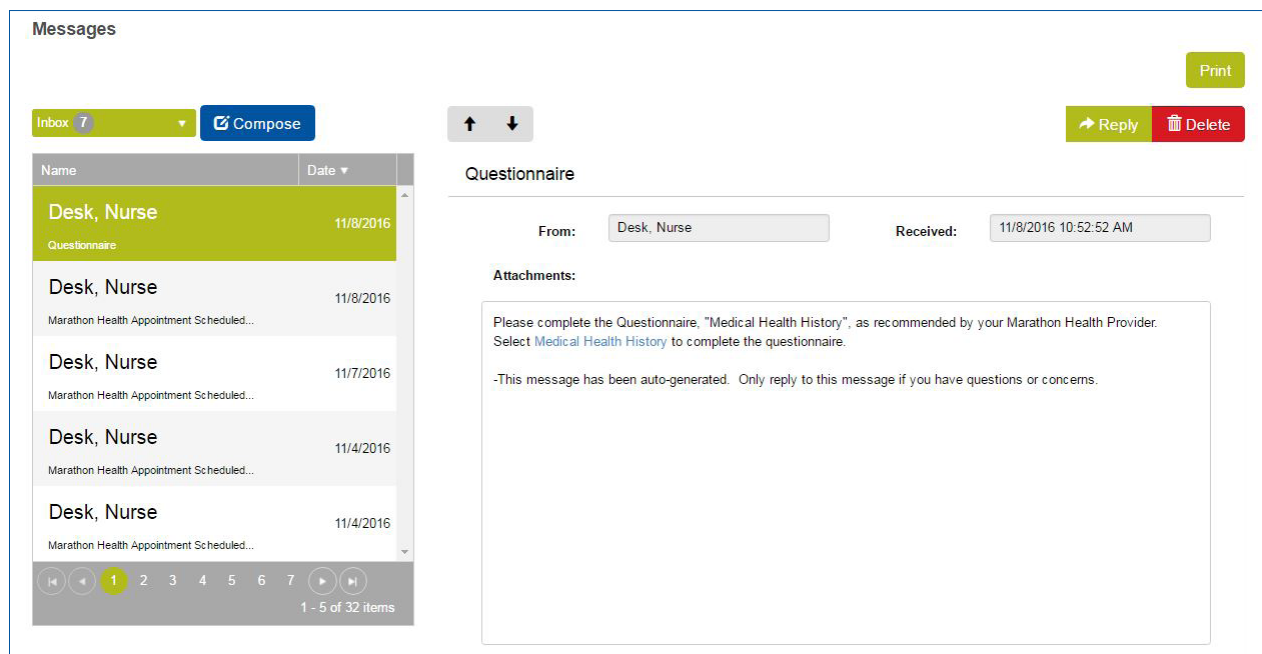 Messages
Print
Inbox 7
Compose
Reply
Delete
Name Date
Desk, Nurse
11/8/2016
Questionnaire
Desk, Nurse
11/8/2016
Marathon Health Appointment Scheduled...
Desk, Nurse
11/7/2016
Marathon Health Appointment Scheduled...
Desk, Nurse
11/4/2016
Marathon Health Appointment Scheduled...
Desk, Nurse
11/4/2016
Marathon Health Appointment Scheduled...
1 2 3 4 5 6 7
1 - 5 of 32 items
Questionnaire
From: Desk, Nurse Received: 11/8/2016 10:52:52 AM
Attachments:
Please complete the Questionnaire, "Medical Health History", as recommended by your Marathon Health Provider.
Select Medical Health History to complete the questionnaire.
-This message has been auto-generated.  Only reply to this message if you have questions or concerns.